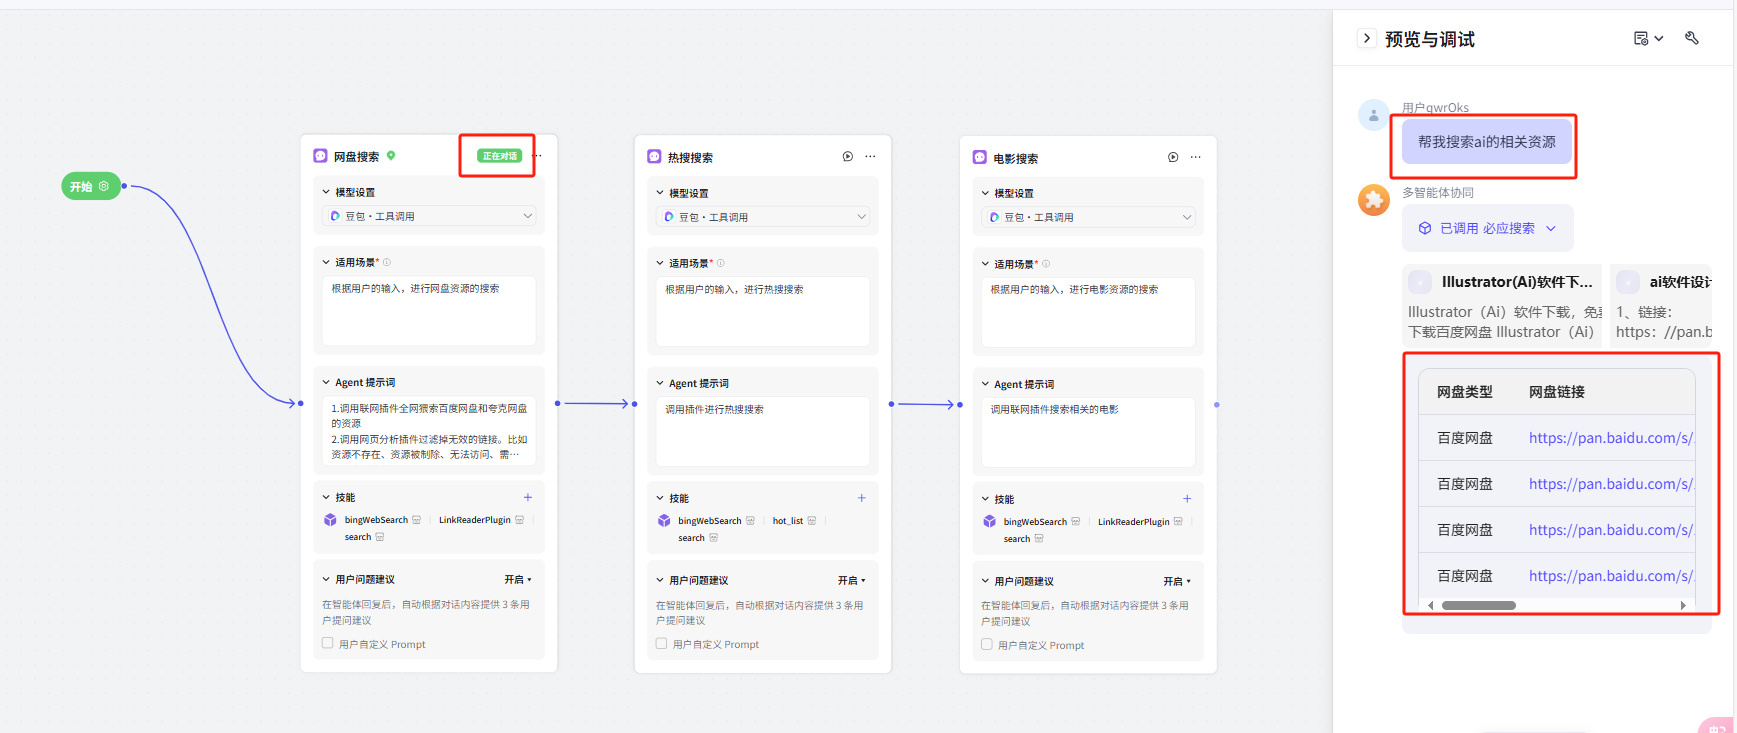 开始
网盘搜索
正在对话
模型设置
豆包・工具调用
适用场景*
根据用户的输入，进行网盘资源的搜索
Agent 提示词
1.调用联网插件全网猥索百度网盘和夸克网盘
的资源
2.调用网页分析插件过滤掉无效的链接。比如
资源不存在、资源被制除、无法访问、需…
技能
bingWebSearch
LinkReaderPlugin
search
用户问题建议
开启
在智能体回复后，自动根据对话内容提供 3 条用
户提问建议
用户自定义 Prompt
热搜搜索
模型设置
豆包・工具调用
适用场景*
根据用户的输入，进行热搜搜索
Agent 提示词
调用插件进行热搜搜索
技能
bingWebSearch
hot_list
search
用户问题建议
开启
在智能体回复后，自动根据对话内容提供 3 条用
户提问建议
用户自定义 Prompt
电影搜索
模型设置
豆包・工具调用
适用场景*
根据用户的输入，进行电影资源的搜索
Agent 提示词
调用联网插件搜索相关的电影
技能
bingWebSearch
LinkReaderPlugin
search
用户问题建议
开启
在智能体回复后，自动根据对话内容提供 3 条用
户提问建议
用户自定义 Prompt
预览与调试
用户qwrOks
帮我搜索ai的相关资源
多智能体协同
已调用 必应搜索
Illustrator(Ai)软件下...
Illustrator（Ai）软件下载，免
下载百度网盘 Illustrator（Ai）
ai软件设计
1、链接：
https：//pan.b
网盘类型 网盘链接
百度网盘 https://pan.baidu.com/s/
百度网盘 https://pan.baidu.com/s/
百度网盘 https://pan.baidu.com/s/
百度网盘 https://pan.baidu.com/s/